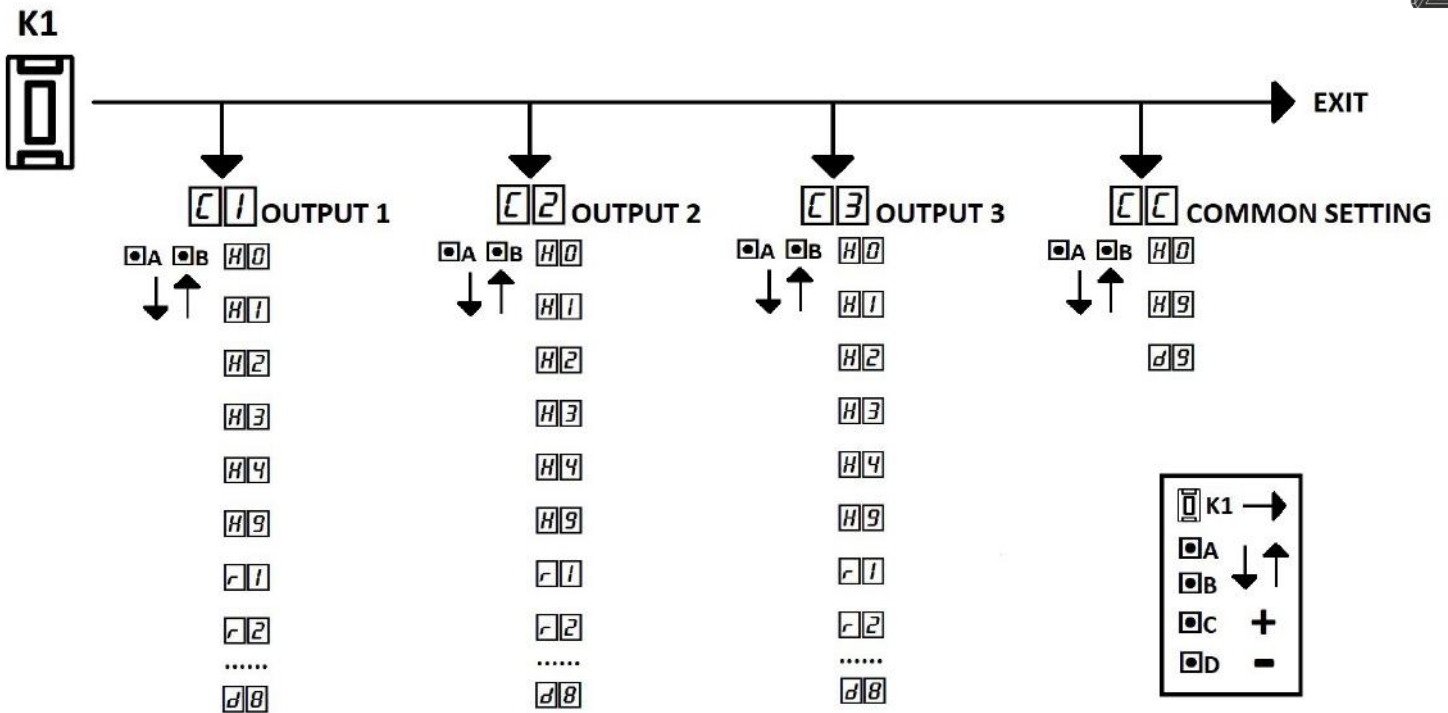 K1
EXIT
C1 OUTPUT 1 C2 OUTPUT 2 C3 OUTPUT 3 CC COMMON SETTING
A B H0 A B H0 A B H0 A B H0
H1 H1 H1 H9
H2 H2 H2 d9
H3 H3 H3
H4 H4 H4
H9 H9 H9
r1 r1 r1
r2 r2 r2
...... ...... ......
d8 d8 d8
K1
A
B
C +
D -